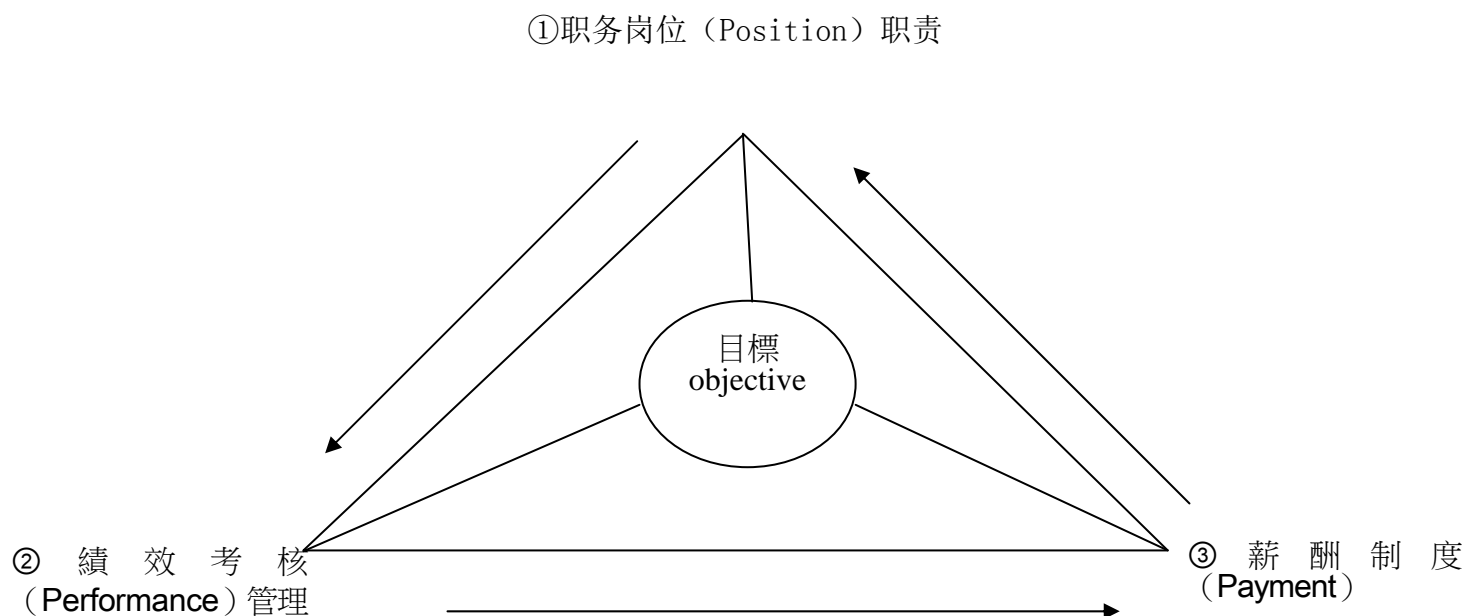 ①职务岗位（Position）职责
目標
objective
② 績效考核
（Performance）管理
③ 薪酬制度
（Payment）